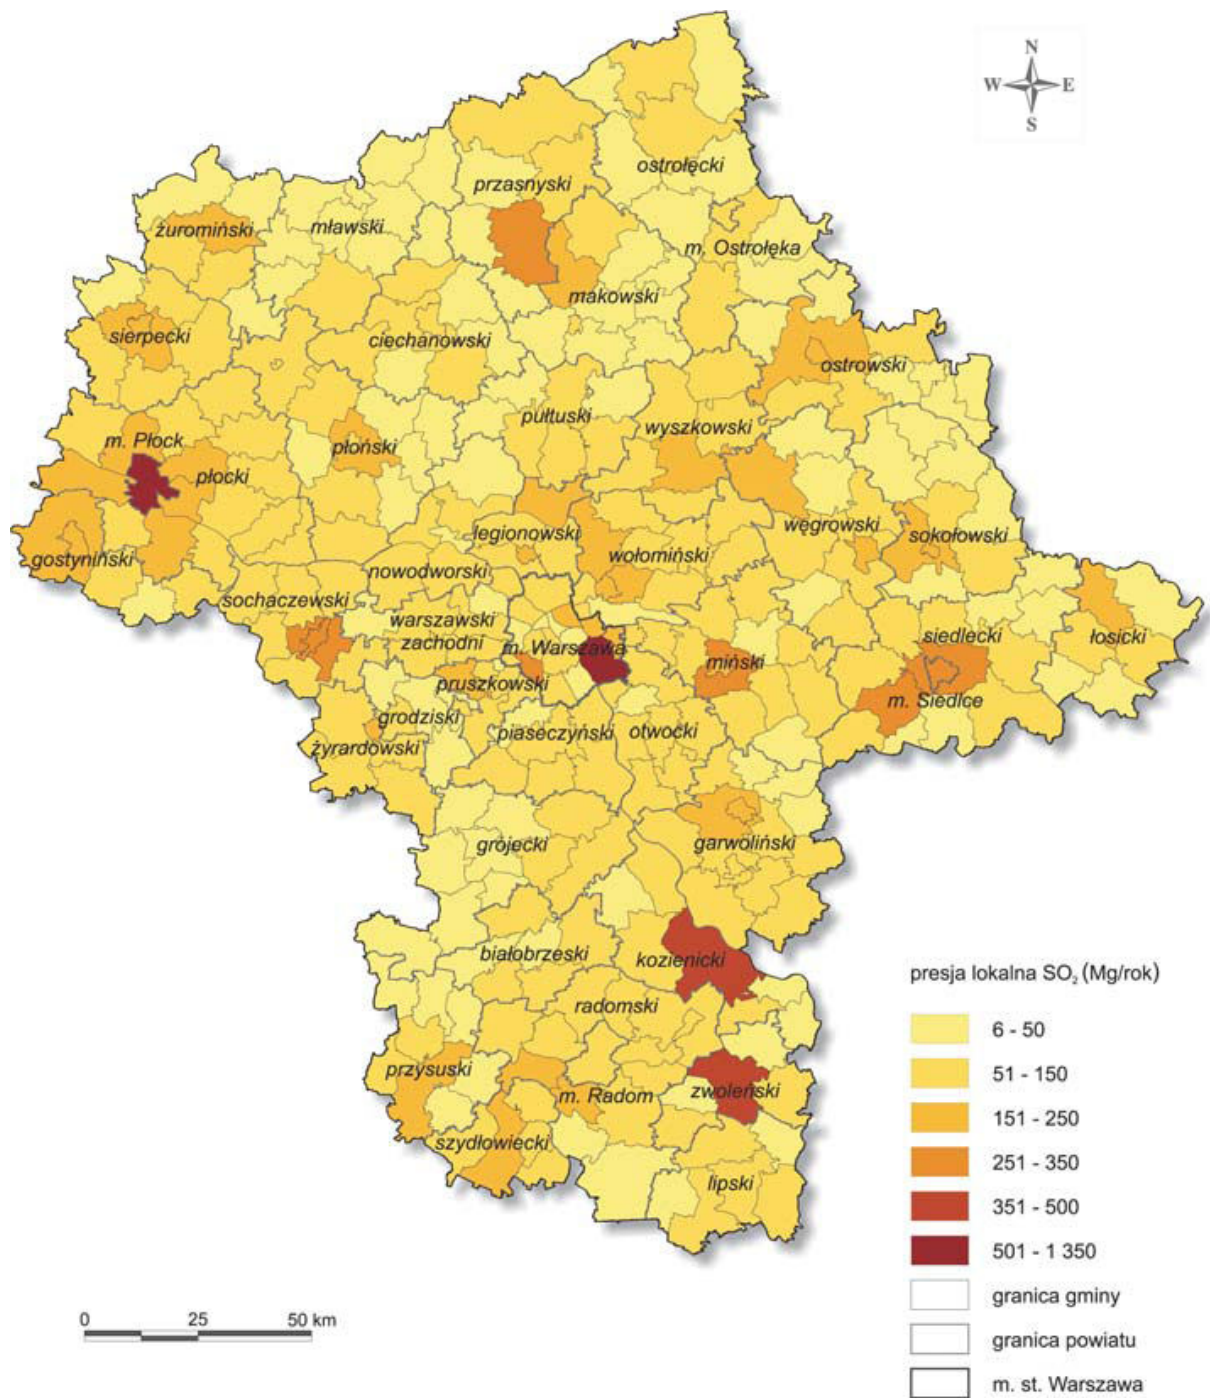 N
W E
S
ostrołęcki
przasnyski
żuromiński
mławski
m. Ostrołęka
makowski
sierpecki
ciechanowski
ostrowski
pułtuski
wyszkowski
m. Płock
płoński
płocki
węgrowski
sokołowski
legionowski
wołomiński
gostyniński
nowodworski
sochaczewski
warszawski
zachodni
siedlecki
łosicki
m. Warszawa
miński
pruszkowski
m. Siedlce
grodziski
piaseczyński
otwocki
żyrardowski
grójecki
garwoliński
białobrzeski
kozienicki
radomski
przysuski
zwoleński
m. Radom
szydłowiecki
lipski
presja lokalna SO₂ (Mg/rok)
6 - 50
51 - 150
151 - 250
251 - 350
351 - 500
501 - 1 350
granica gminy
granica powiatu
m. st. Warszawa
0 25 50 km